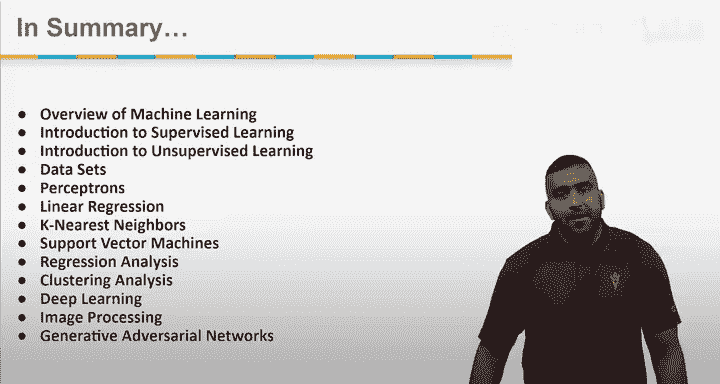 In Summary…
● Overview of Machine Learning
● Introduction to Supervised Learning
● Introduction to Unsupervised Learning
● Data Sets
● Perceptrons
● Linear Regression
● K-Nearest Neighbors
● Support Vector Machines
● Regression Analysis
● Clustering Analysis
● Deep Learning
● Image Processing
● Generative Adversarial Networks